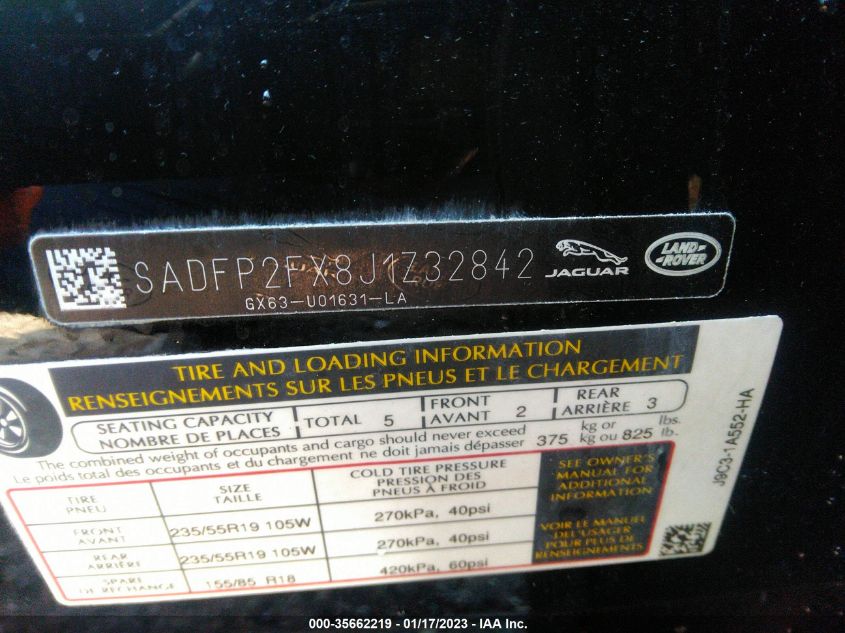 SADFP2FX8J1Z32842
JAGUAR
LAND
ROVER
GX63-U01631-LA
TIRE AND LOADING INFORMATION
RENSEIGNEMENTS SUR LES PNEUS ET LE CHARGEMENT
SEATING CAPACITY
NOMBRE DE PLACES
TOTAL 5
FRONT
AVANT 2
REAR
ARRIÈRE 3
The combined weight of occupants and cargo should never exceed 375 kg or 825 lbs.
Le poids total des occupants et du chargement ne doit jamais dépasser kg ou lb.
TIRE
PNEU
SIZE
TAILLE
COLD TIRE PRESSURE
PRESSION DES
PNEUS À FROID
SEE OWNER'S
MANUAL FOR
ADDITIONAL
INFORMATION
FRONT
AVANT
235/55R19 105W
270kPa, 40psi
REAR
ARRIÈRE
235/55R19 105W
270kPa, 40psi
VOIR LE MANUEL
DE L'USAGER
POUR PLUS DE
RENSEIGNEMENTS
SPARE
DE RECHANGE
155/85 R18
420kPa, 60psi
J9C3-1A552-HA
000-35662219 - 01/17/2023 - IAA Inc.